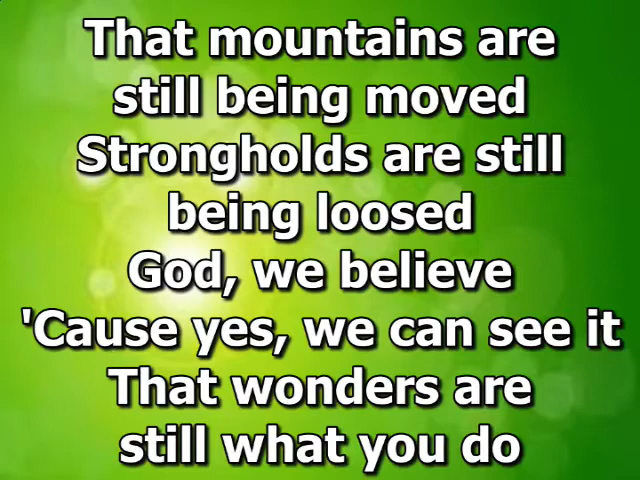 That mountains are
still being moved
Strongholds are still
being loosed
God, we believe
'Cause yes, we can see it
That wonders are
still what you do